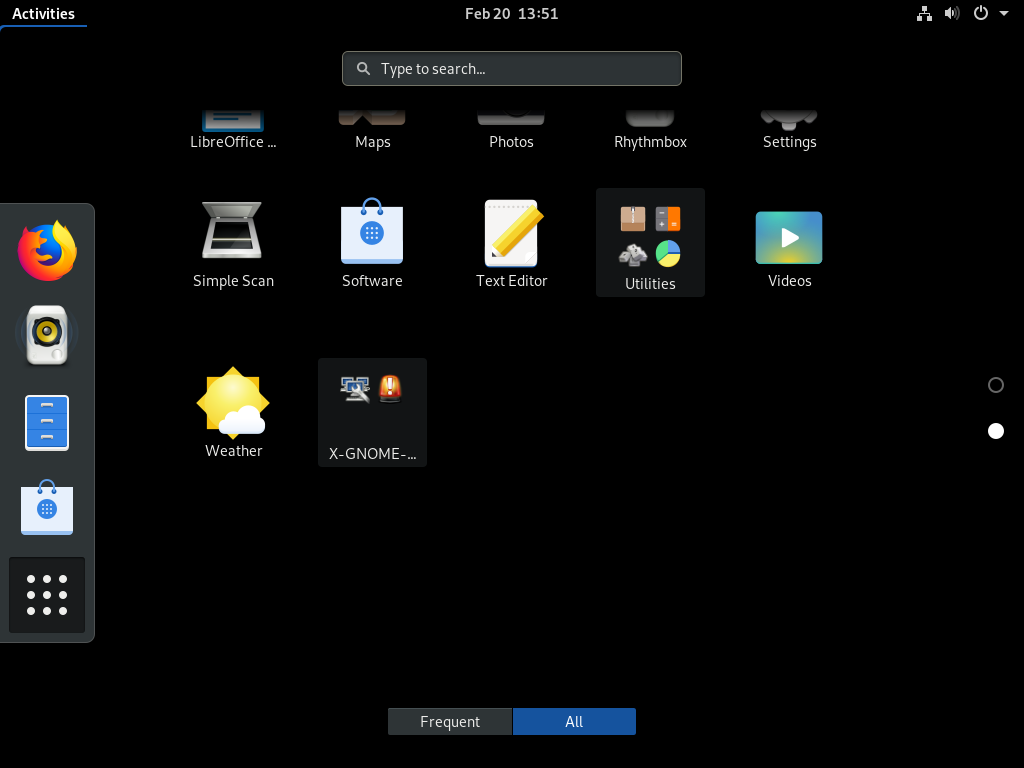 Activities
Feb 20 13:51
Type to search...
LibreOffice ...
Maps
Photos
Rhythmbox
Settings
Simple Scan
Software
Text Editor
Utilities
Videos
Weather
X-GNOME-...
Frequent
All